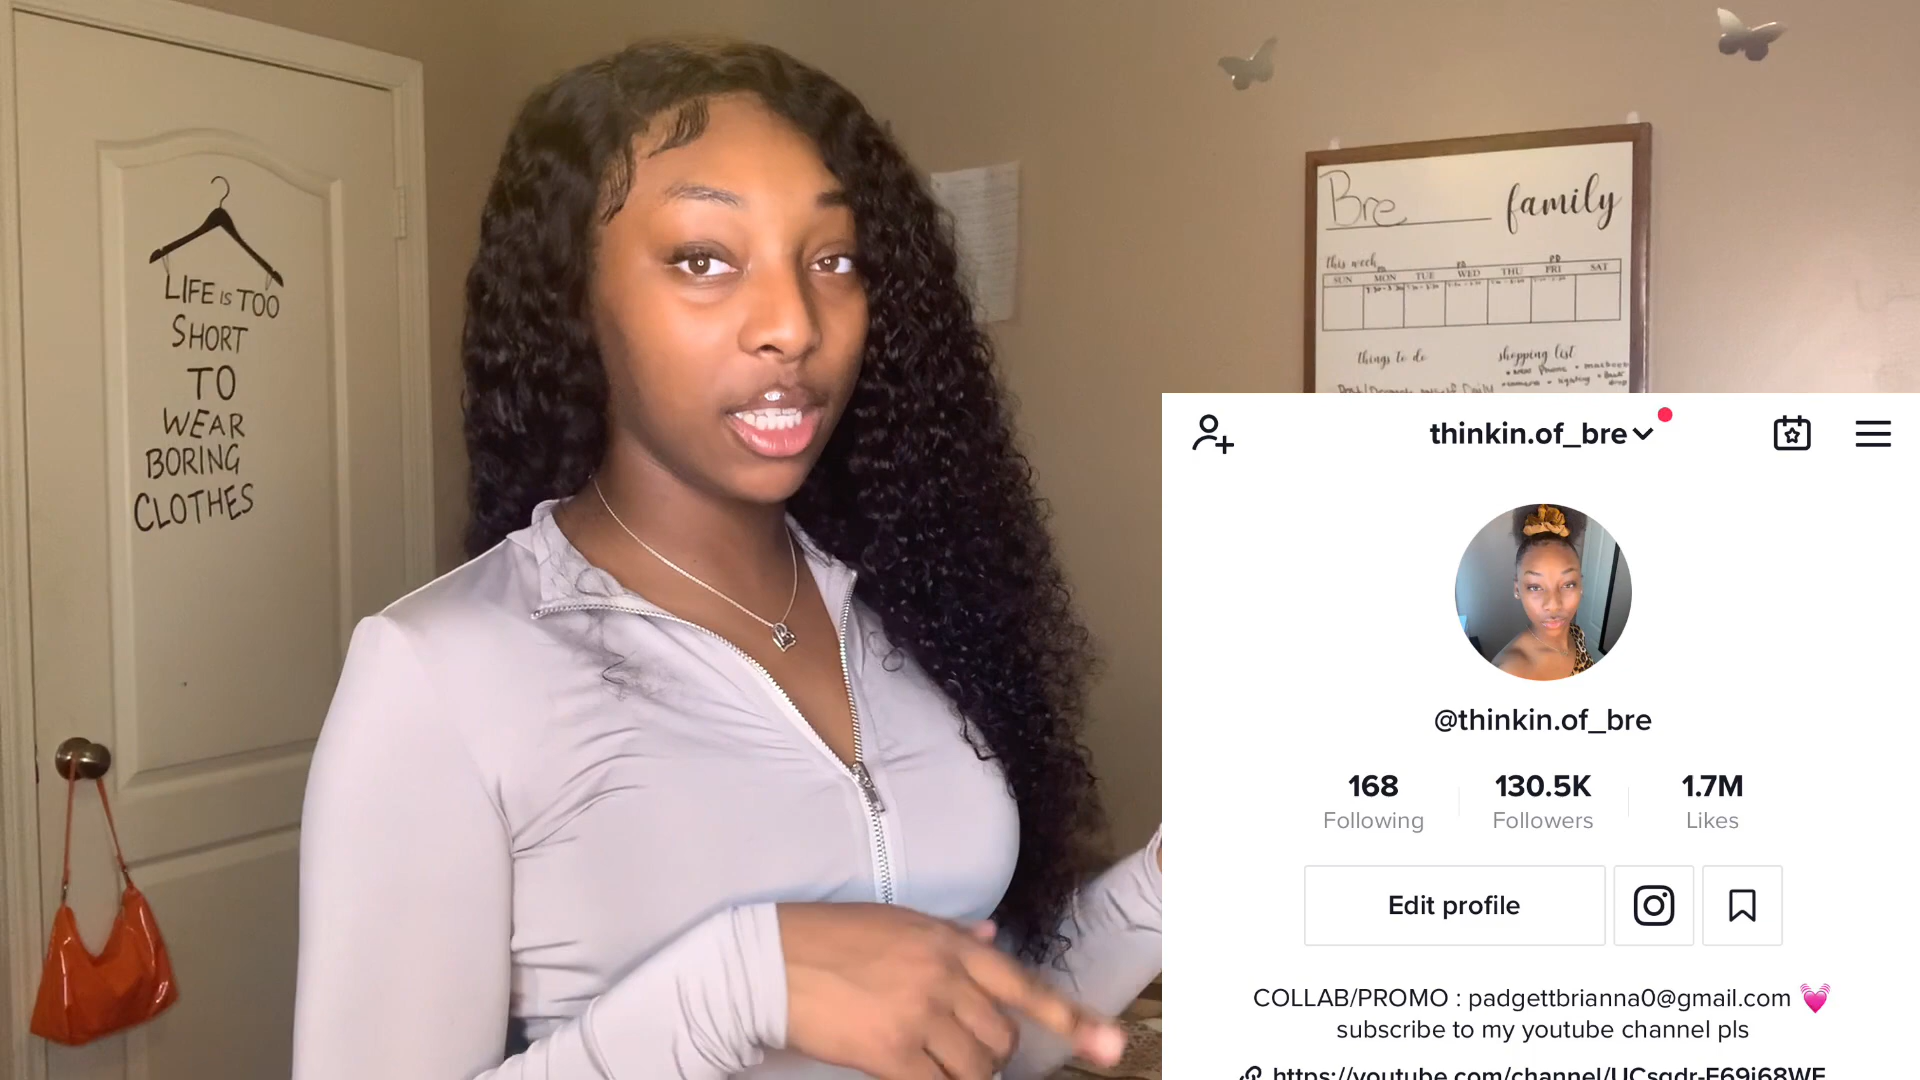 LIFE IS TOO
SHORT
TO
WEAR
BORING
CLOTHES
Bre family
this week
SUN MON TUE WED THU FRI SAT
things to do shopping list
thinkin.of_bre
@thinkin.of_bre
168 130.5K 1.7M
Following Followers Likes
Edit profile
COLLAB/PROMO : padgettbrianna0@gmail.com 💓
subscribe to my youtube channel pls